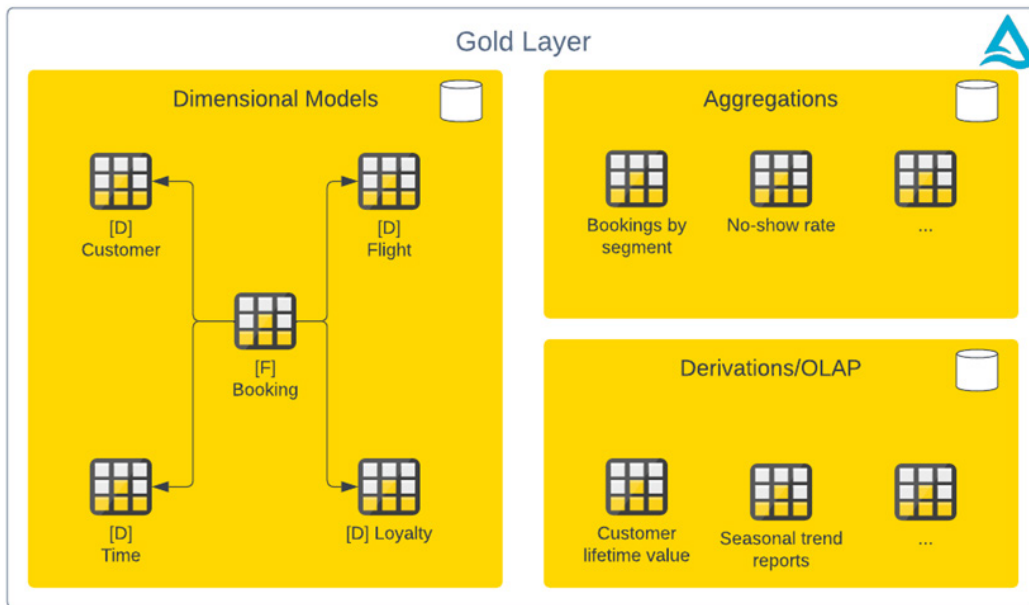 Gold Layer
Dimensional Models
[D]
Customer
[D]
Flight
[F]
Booking
[D]
Time
[D] Loyalty
Aggregations
Bookings by
segment
No-show rate
...
Derivations/OLAP
Customer
lifetime value
Seasonal trend
reports
...